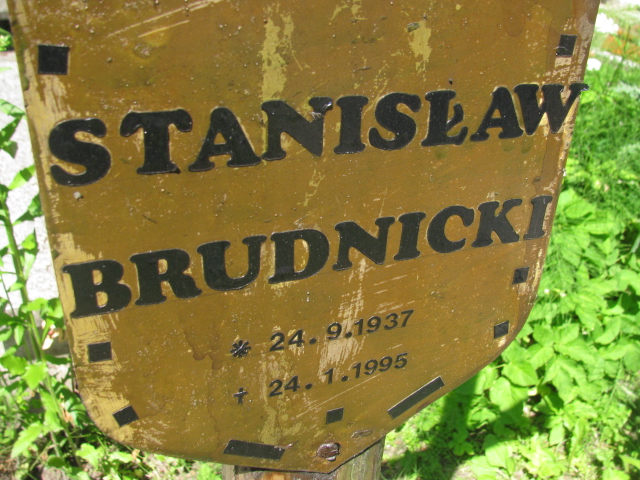 STANISŁAW
BRUDNICKI
* 24. 9.1937
† 24. 1.1995